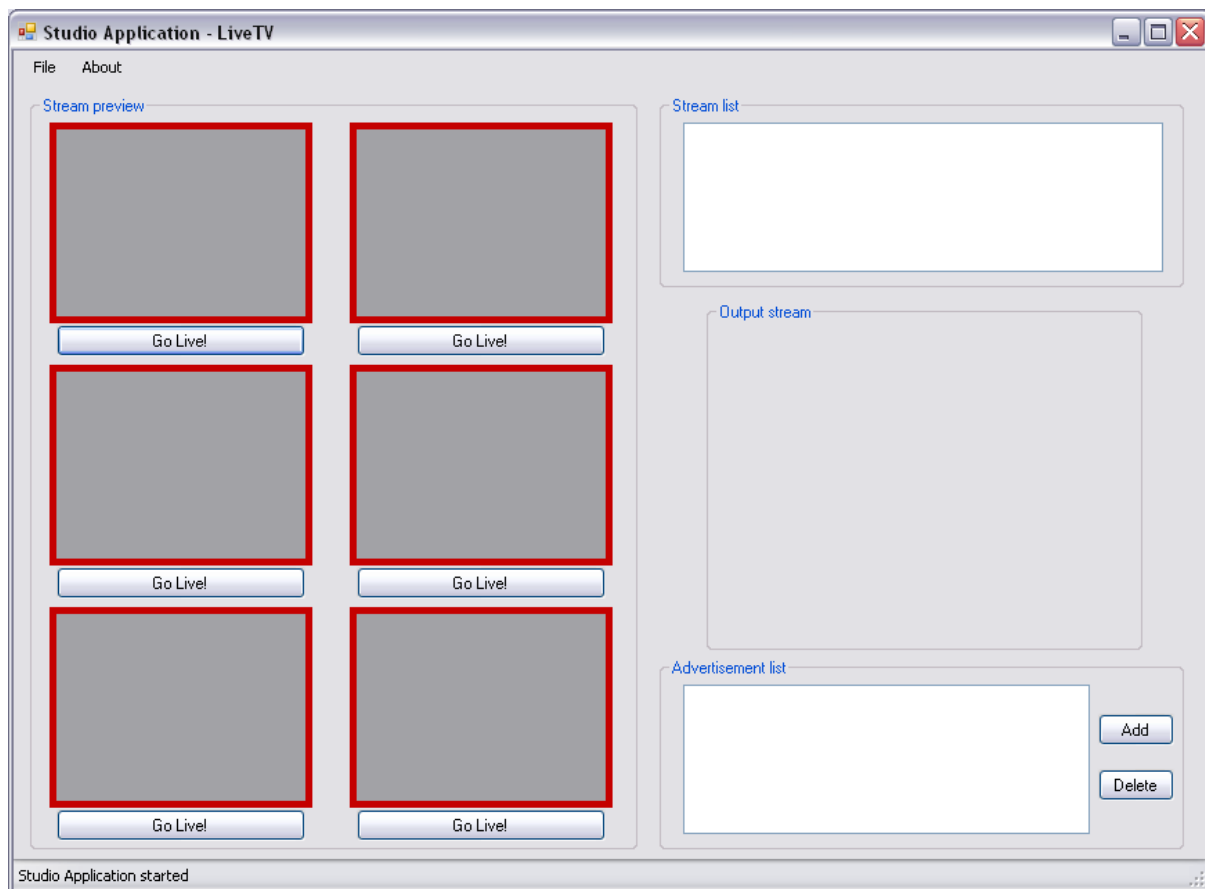 Studio Application - LiveTV
File About
Stream preview
Go Live!
Go Live!
Go Live!
Go Live!
Go Live!
Go Live!
Stream list
Output stream
Advertisement list
Add
Delete
Studio Application started